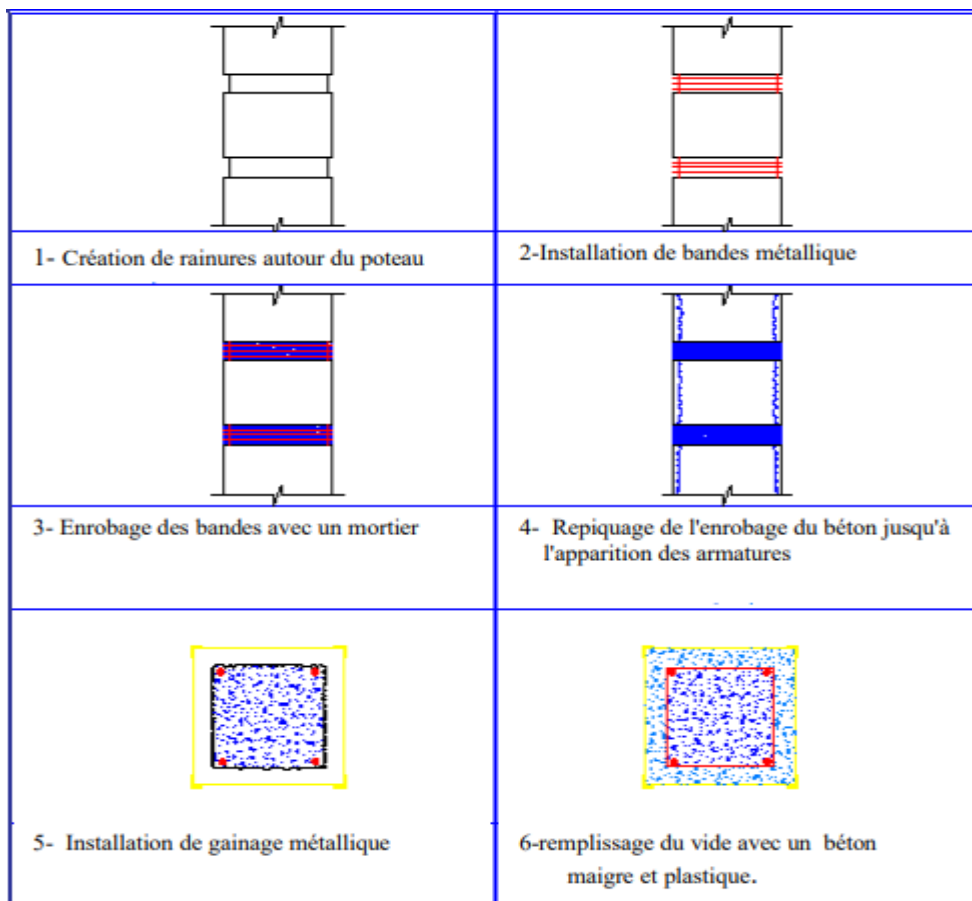 1- Création de rainures autour du poteau
2-Installation de bandes métallique
3- Enrobage des bandes avec un mortier
4- Repiquage de l'enrobage du béton jusqu'à
l'apparition des armatures
5- Installation de gainage métallique
6-remplissage du vide avec un béton
maigre et plastique.